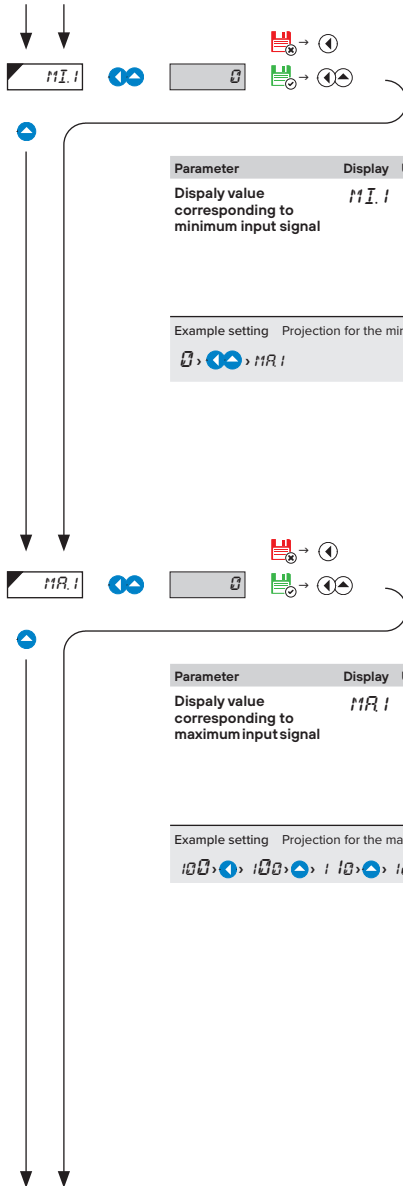 MI. 1
0
→
→
Parameter Display
Dispaly value MI. 1
corresponding to
minimum input signal
Example setting Projection for the
0 › › MA.1
MA. 1
0
→
→
Parameter Display
Dispaly value MA. 1
corresponding to
maximum input signal
Example setting Projection for the
100 › › 100 › › 110 › ›